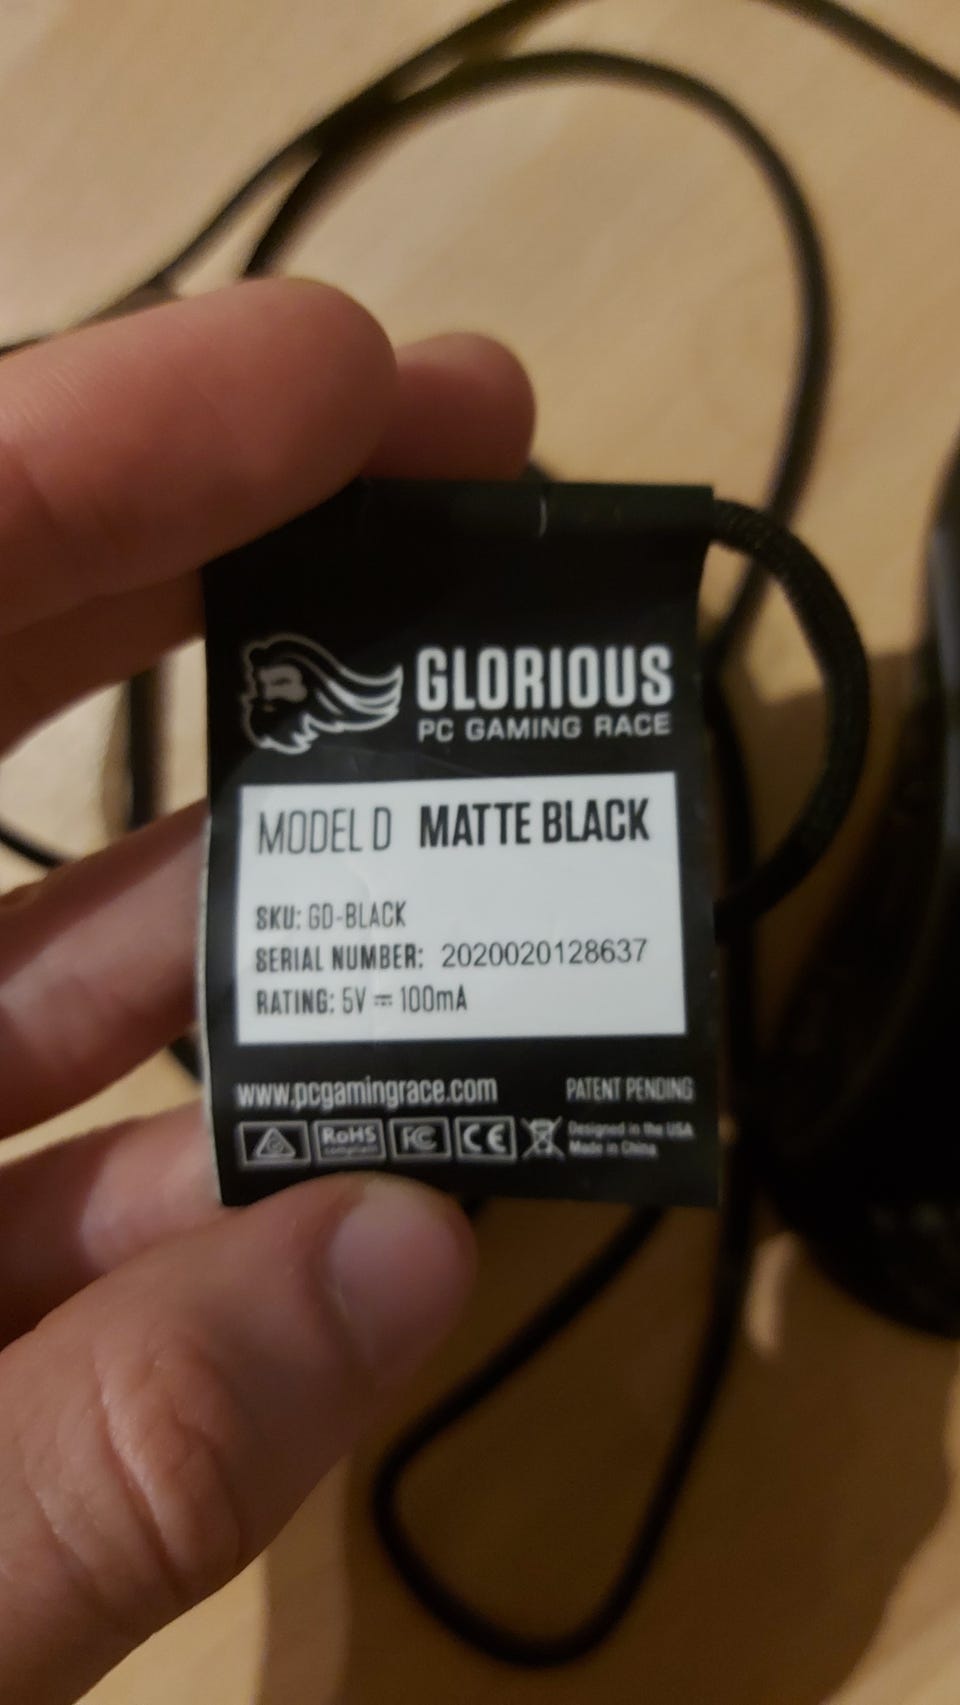 GLORIOUS
PC GAMING RACE
MODEL D MATTE BLACK
SKU: GD-BLACK
SERIAL NUMBER: 2020020128637
RATING: 5V ⎓ 100mA
www.pcgamingrace.com PATENT PENDING
RoHS compliant FC CE Designed in the USA
Made in China